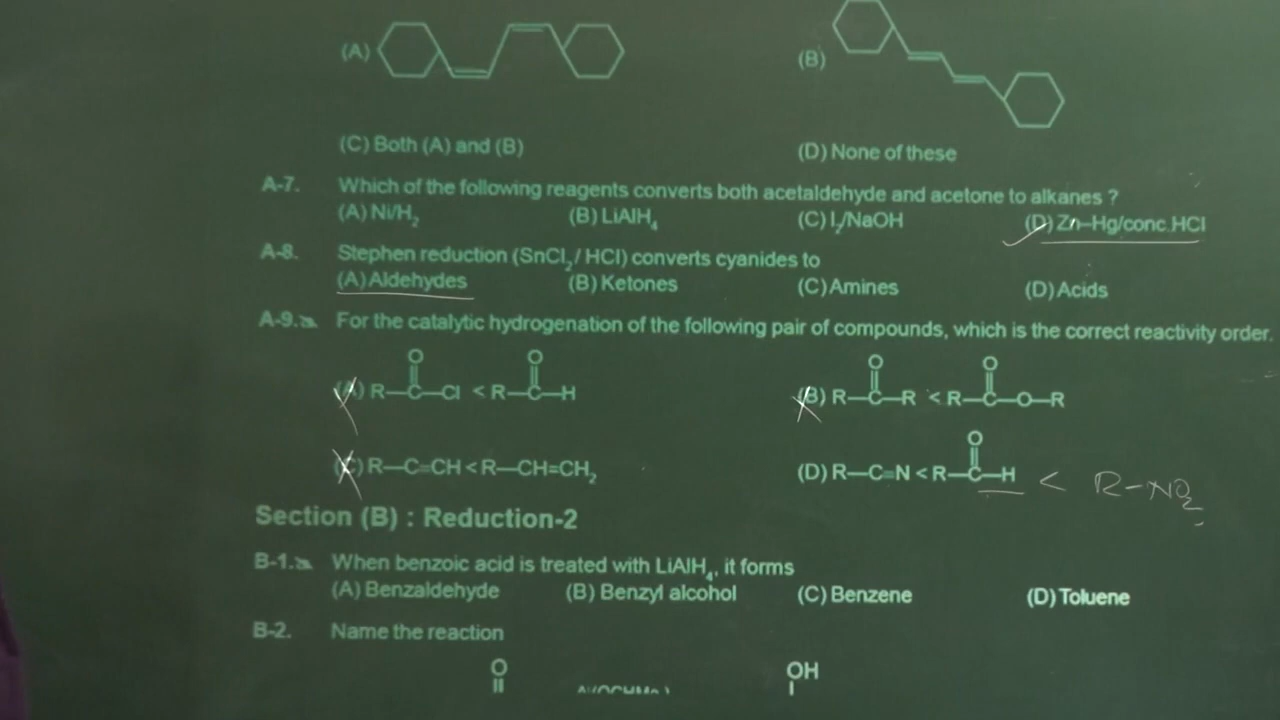 (A)
(B)
(C) Both (A) and (B) (D) None of these
A-7. Which of the following reagents converts both acetaldehyde and acetone to alkanes ?
(A) Ni/H2 (B) LiAlH4 (C) I2/NaOH (D) Zn–Hg/conc.HCl
A-8. Stephen reduction (SnCl2 / HCl) converts cyanides to
(A) Aldehydes (B) Ketones (C) Amines (D) Acids
A-9. For the catalytic hydrogenation of the following pair of compounds, which is the correct reactivity order.
O O O O
(A) R—C—Cl < R—C—H (B) R—C—R < R—C—O—R
O
(C) R—C≡CH < R—CH=CH2 (D) R—C≡N < R—C—H < R-NO2
Section (B) : Reduction-2
B-1. When benzoic acid is treated with LiAlH4, it forms
(A) Benzaldehyde (B) Benzyl alcohol (C) Benzene (D) Toluene
B-2. Name the reaction
O OH